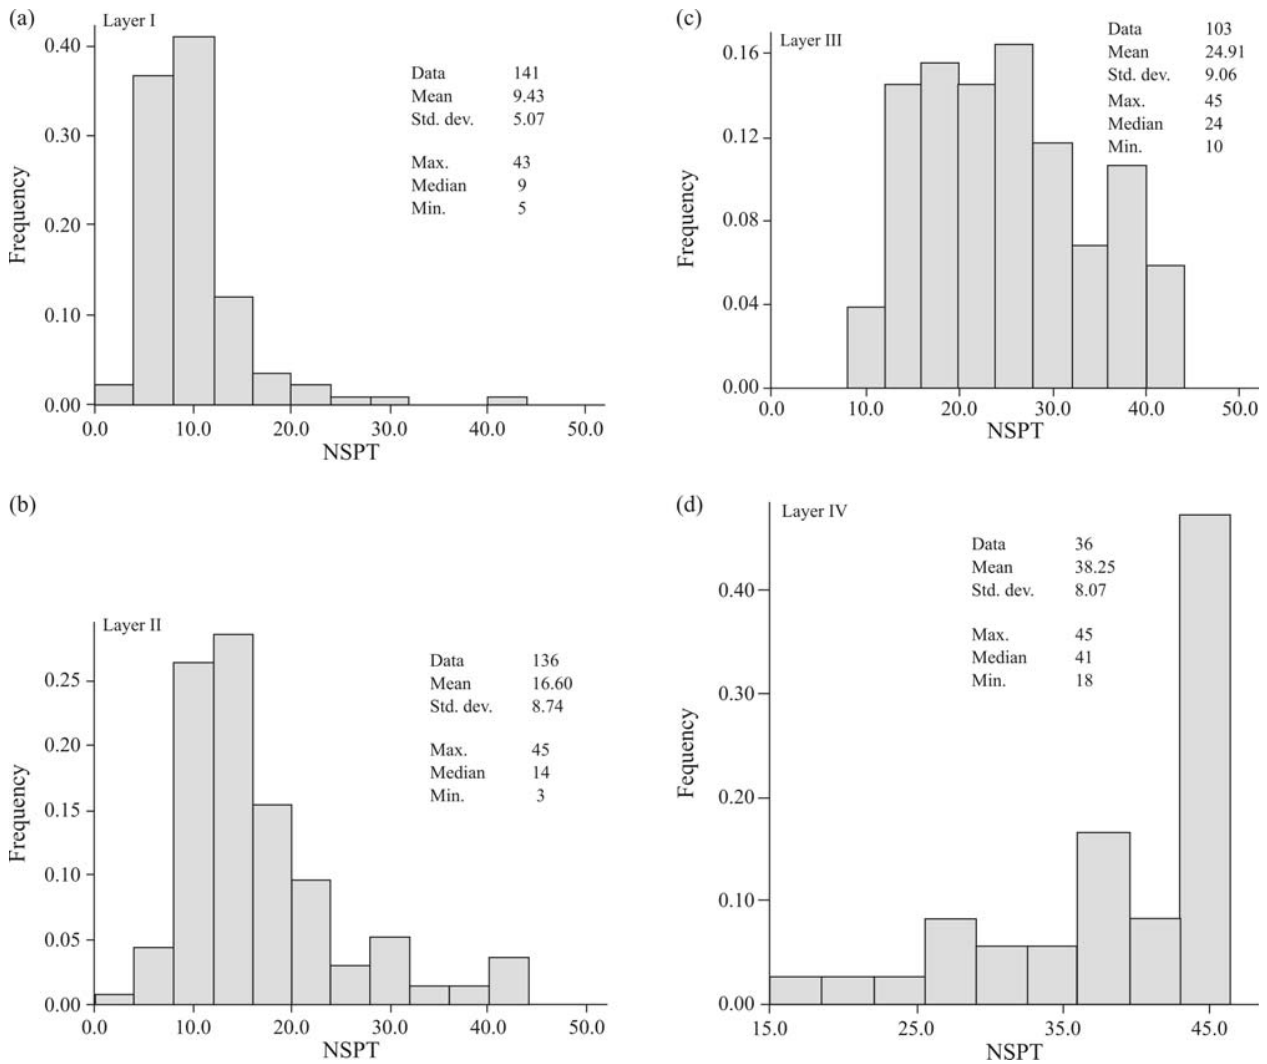 (a)
Layer I
0.40
0.30
0.20
0.10
0.00
Frequency
0.0 10.0 20.0 30.0 40.0 50.0
NSPT
Data 141
Mean 9.43
Std. dev. 5.07
Max. 43
Median 9
Min. 5
(c)
Layer III
0.16
0.12
0.08
0.04
0.00
Frequency
0.0 10.0 20.0 30.0 40.0 50.0
NSPT
Data 103
Mean 24.91
Std. dev. 9.06
Max. 45
Median 24
Min. 10
(b)
Layer II
0.25
0.20
0.15
0.10
0.05
0.00
Frequency
0.0 10.0 20.0 30.0 40.0 50.0
NSPT
Data 136
Mean 16.60
Std. dev. 8.74
Max. 45
Median 14
Min. 3
(d)
Layer IV
0.40
0.30
0.20
0.10
0.00
Fequency
15.0 25.0 35.0 45.0
NSPT
Data 36
Mean 38.25
Std. dev. 8.07
Max. 45
Median 41
Min. 18